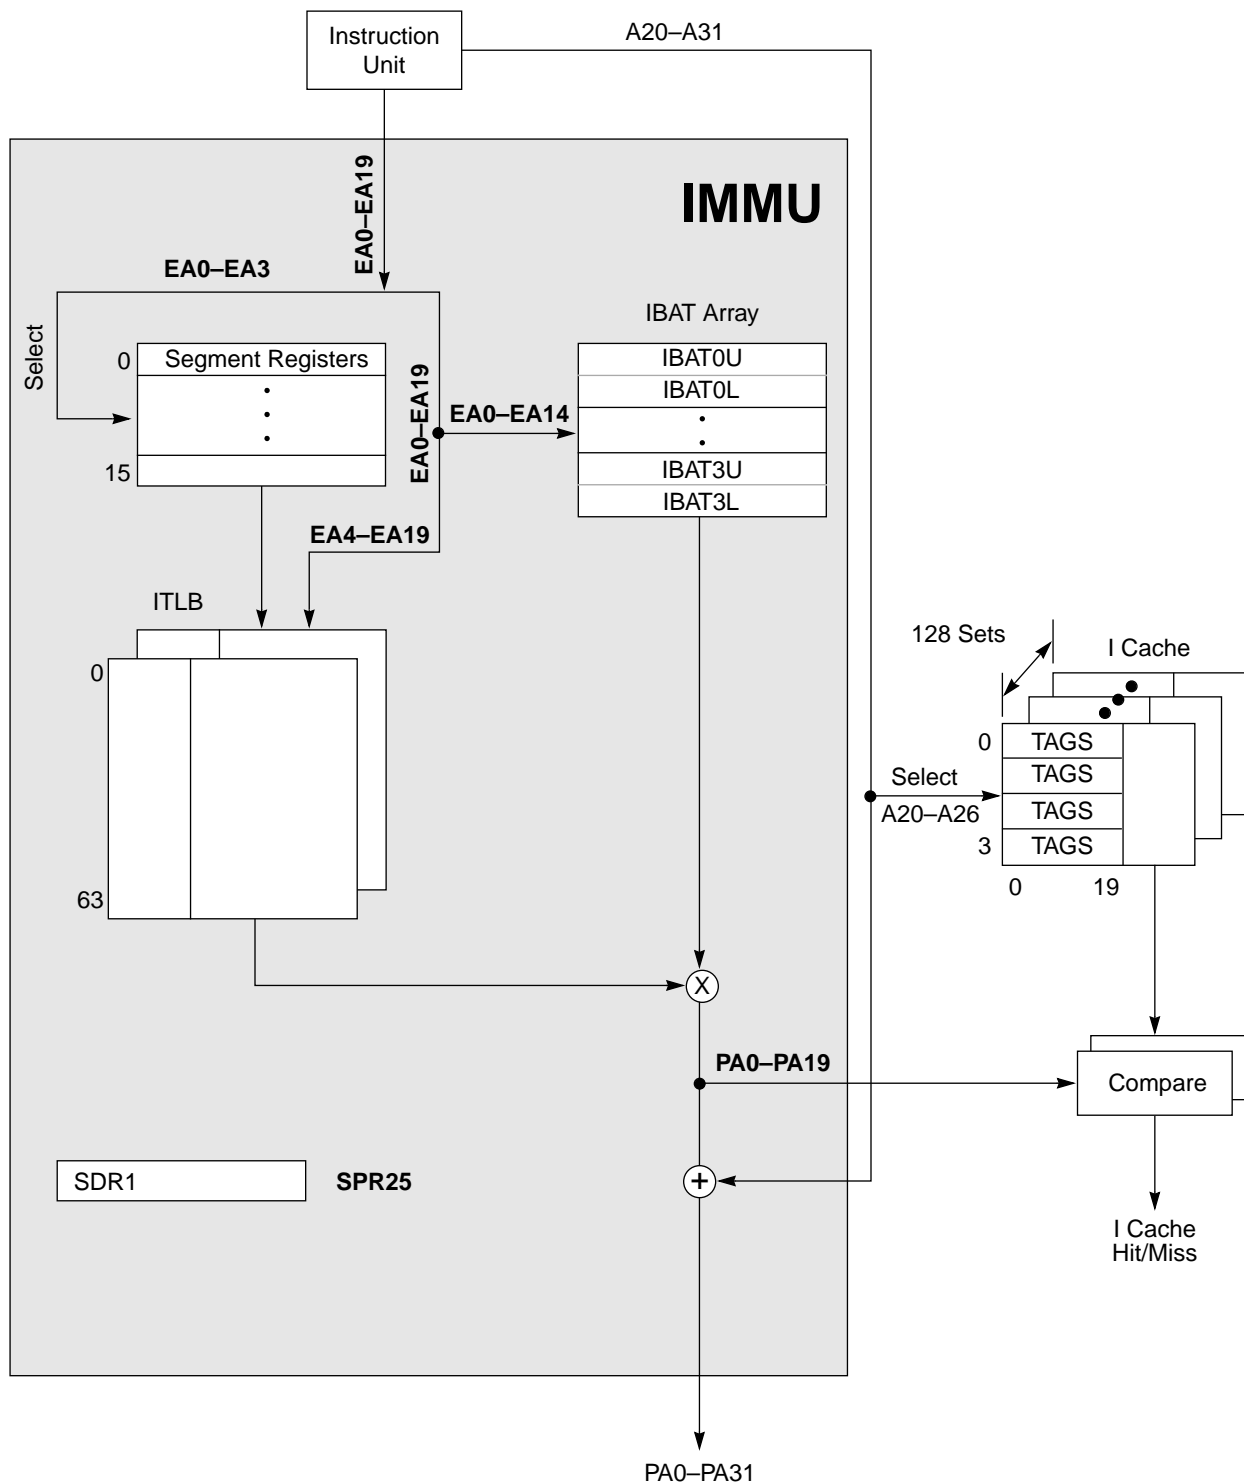 Instruction
Unit
A20–A31
IMMU
EA0–EA19
EA0–EA3
Select
0
Segment Registers
15
EA0–EA19
EA0–EA14
IBAT Array
IBAT0U
IBAT0L
IBAT3U
IBAT3L
EA4–EA19
ITLB
0
63
128 Sets
I Cache
0
TAGS
TAGS
TAGS
3
TAGS
0
19
Select
A20–A26
X
PA0–PA19
Compare
SDR1
SPR25
+
I Cache
Hit/Miss
PA0–PA31